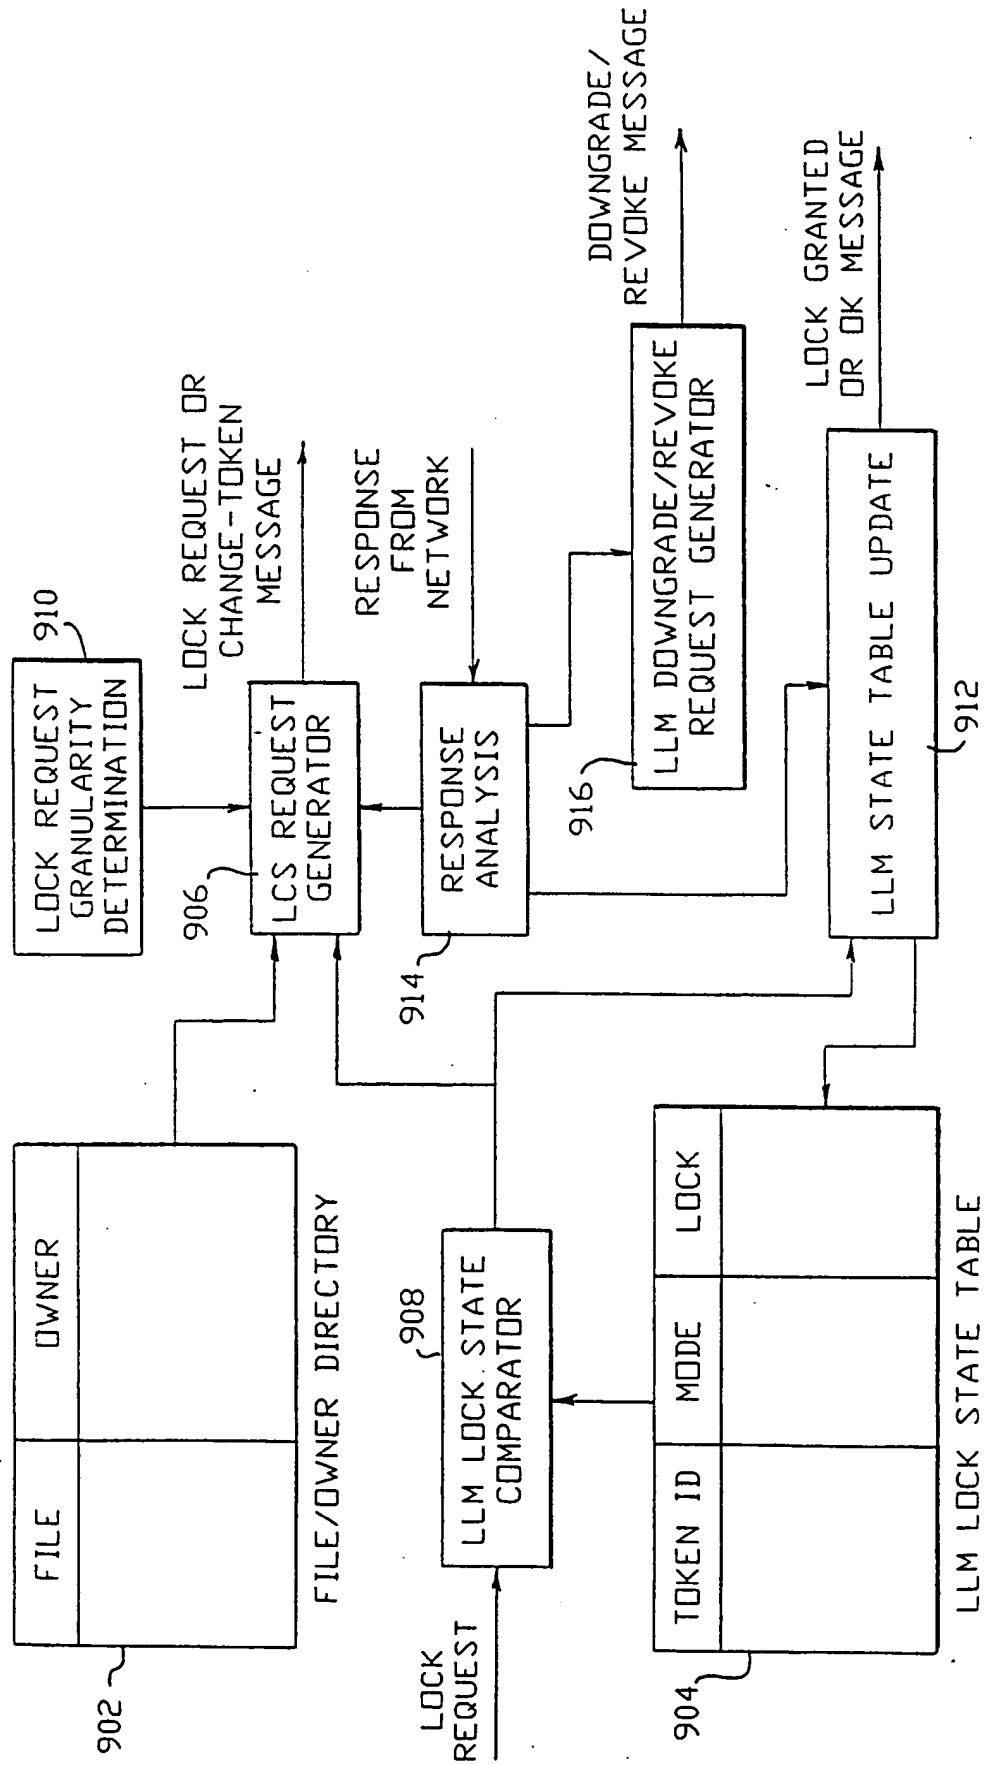 902
FILE
OWNER
FILE/OWNER DIRECTORY
LOCK REQUEST
GRANULARITY
DETERMINATION
910
906
LCS REQUEST
GENERATOR
LOCK REQUEST OR
CHANGE-TOKEN
MESSAGE
RESPONSE
FROM
NETWORK
914
RESPONSE
ANALYSIS
LOCK
REQUEST
908
LLM LOCK STATE
COMPARATOR
916
LLM DOWNGRADE/REVOKE
REQUEST GENERATOR
DOWNGRADE/
REVOKE MESSAGE
904
TOKEN ID
MODE
LOCK
LLM LOCK STATE TABLE
LLM STATE TABLE UPDATE
912
LOCK GRANTED
OR OK MESSAGE